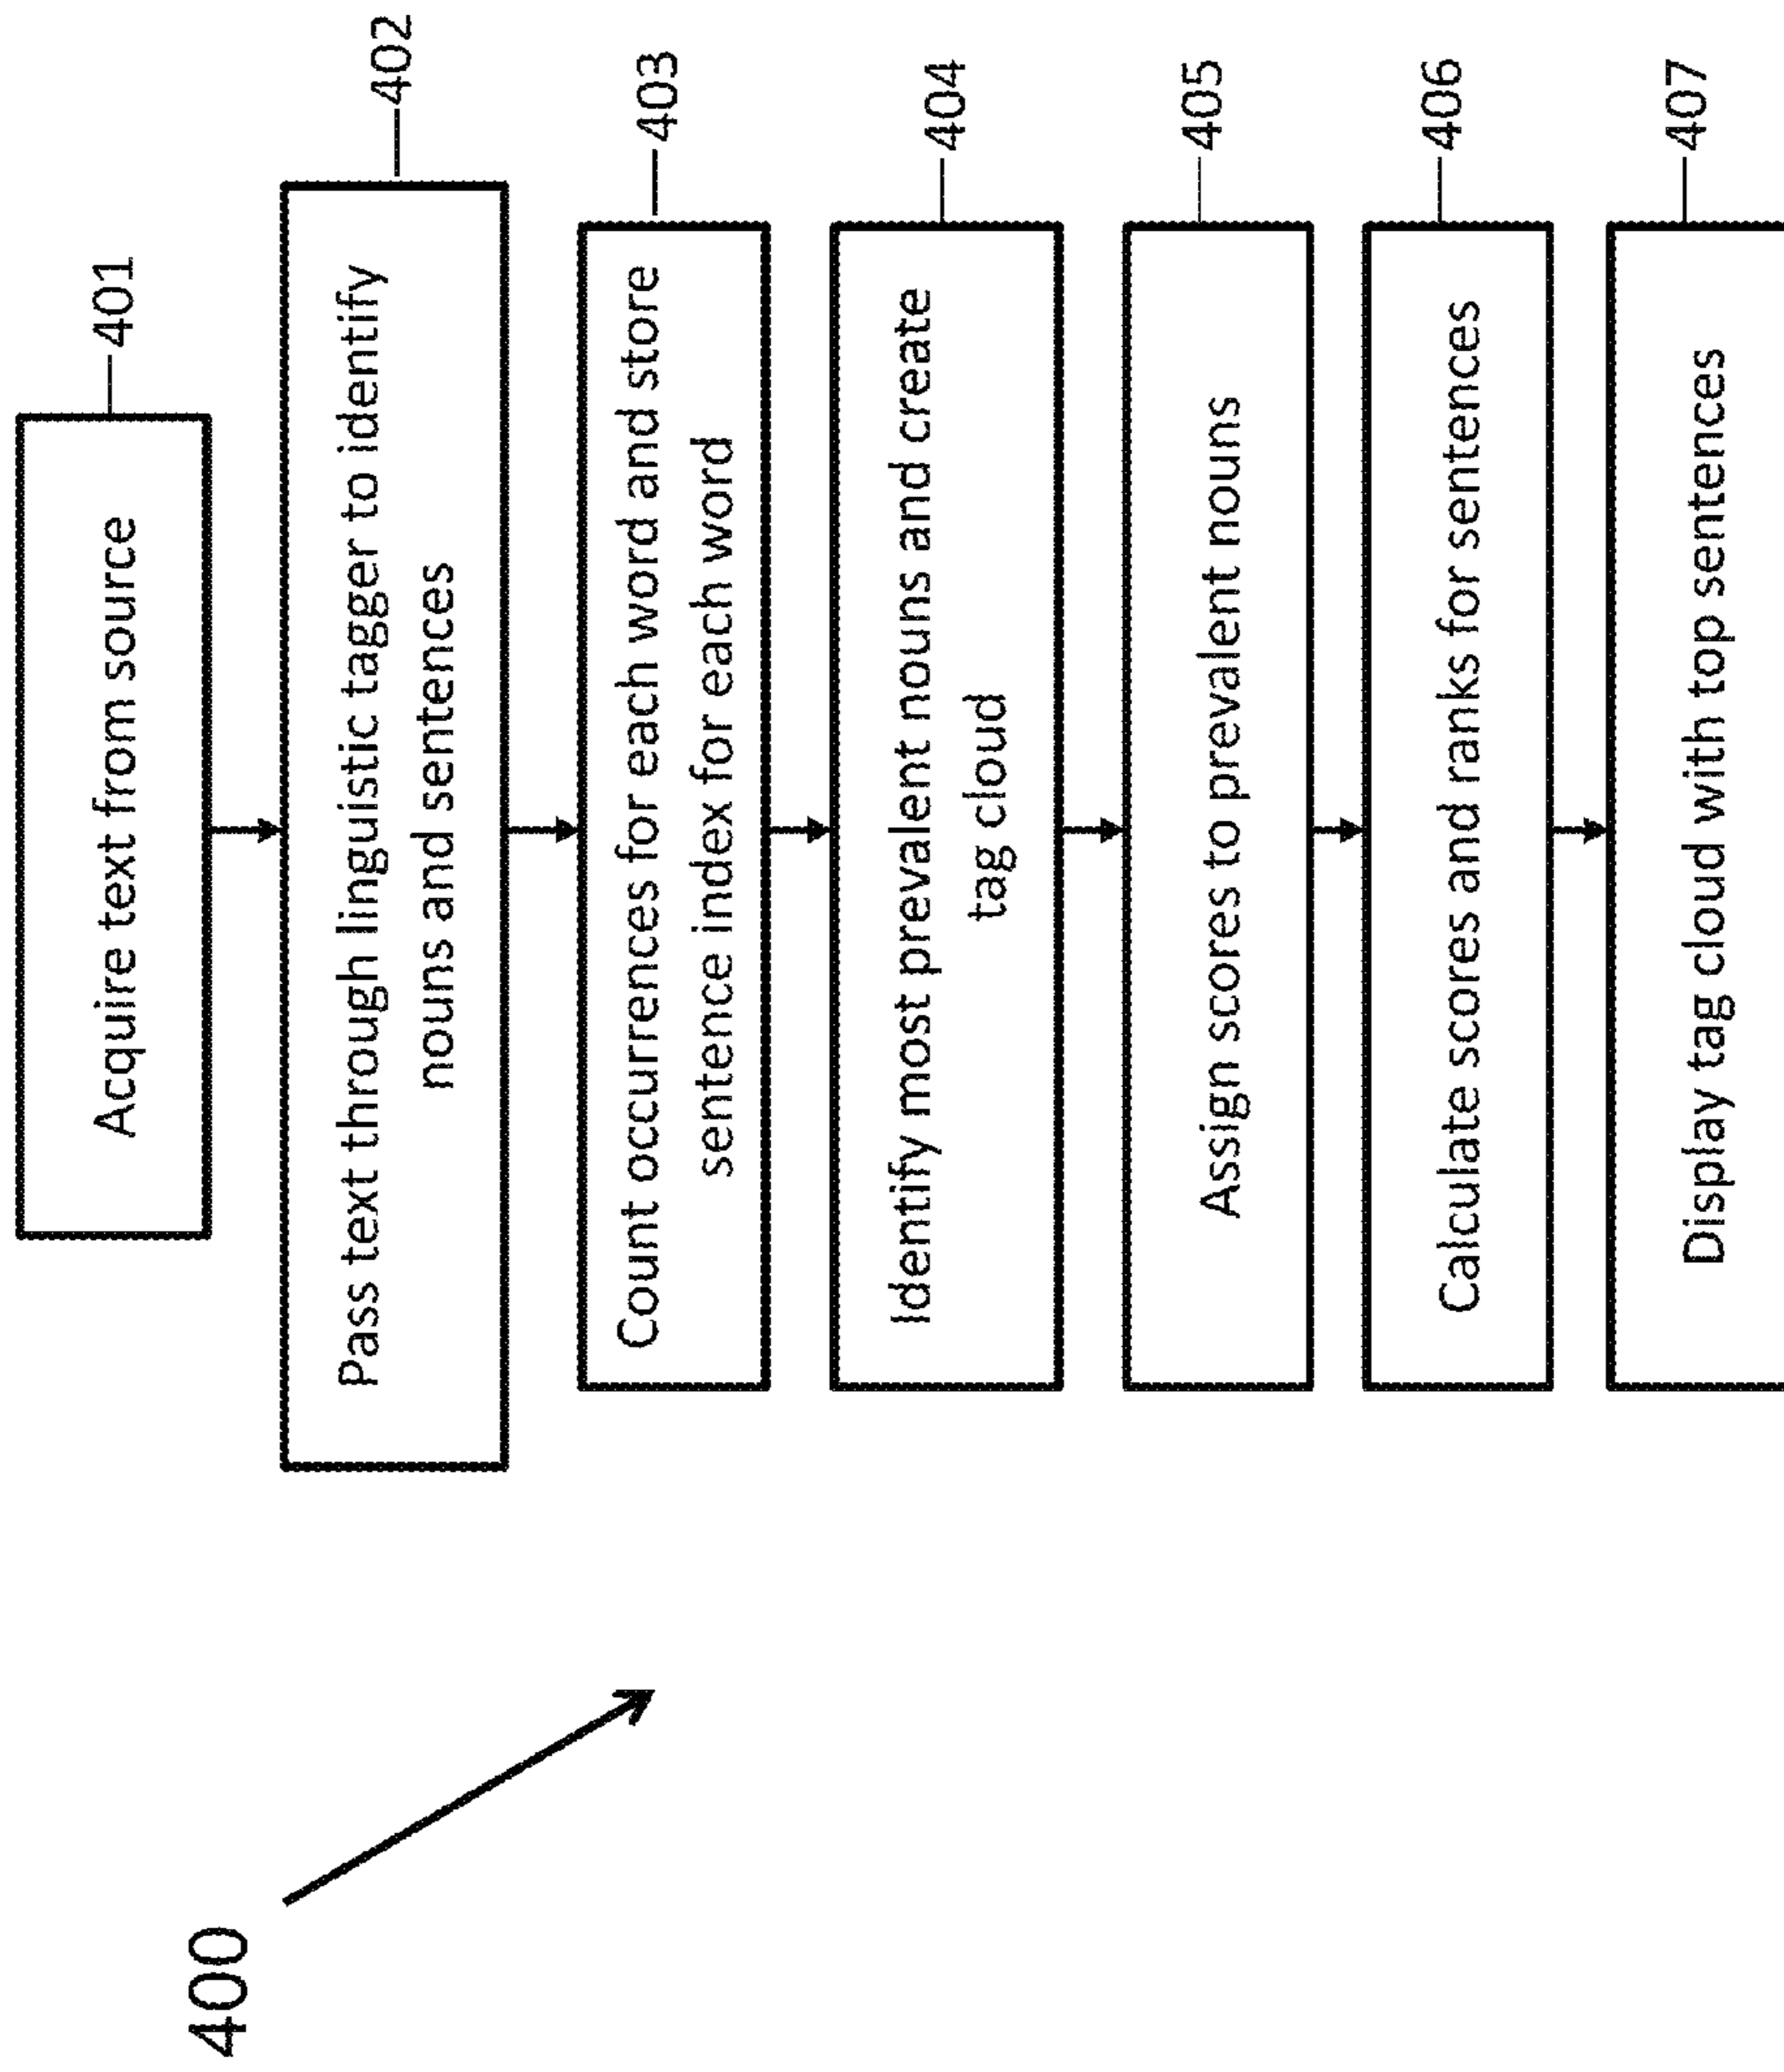 400
Acquire text from source
401
Pass text through linguistic tagger to identify
nouns and sentences
402
Count occurrences for each word and store
sentence index for each word
403
Identify most prevalent nouns and create
tag cloud
404
Assign scores to prevalent nouns
405
Calculate scores and ranks for sentences
406
Display tag cloud with top sentences
407